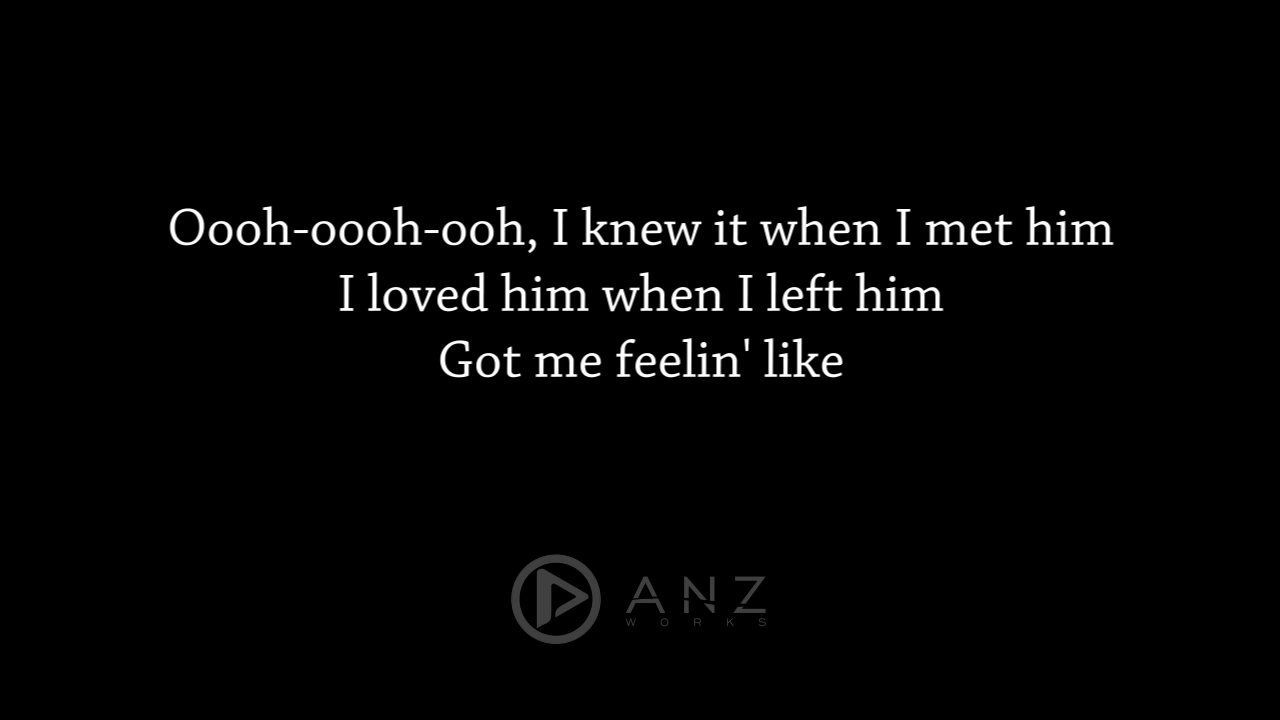 Oooh-oooh-ooh, I knew it when I met him
I loved him when I left him
Got me feelin' like
ANZ
WORKS